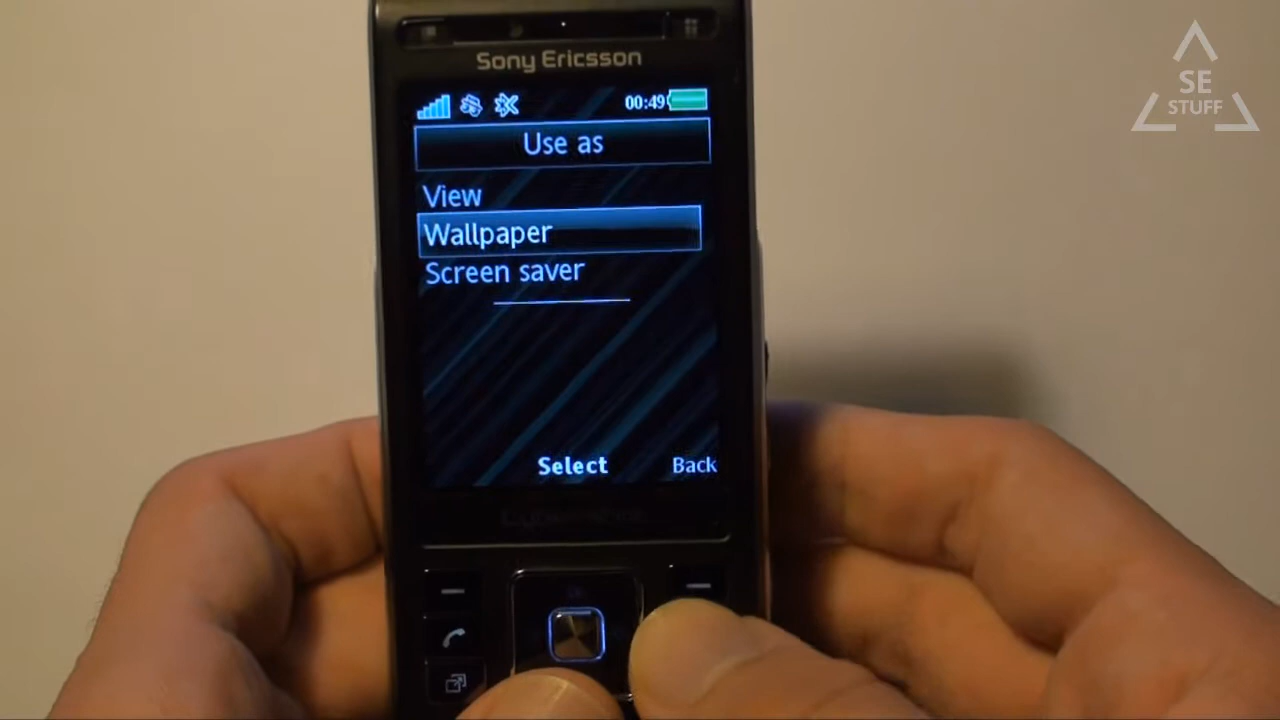 Sony Ericsson
00:49
Use as
View
Wallpaper
Screen saver
Select Back
SE
STUFF